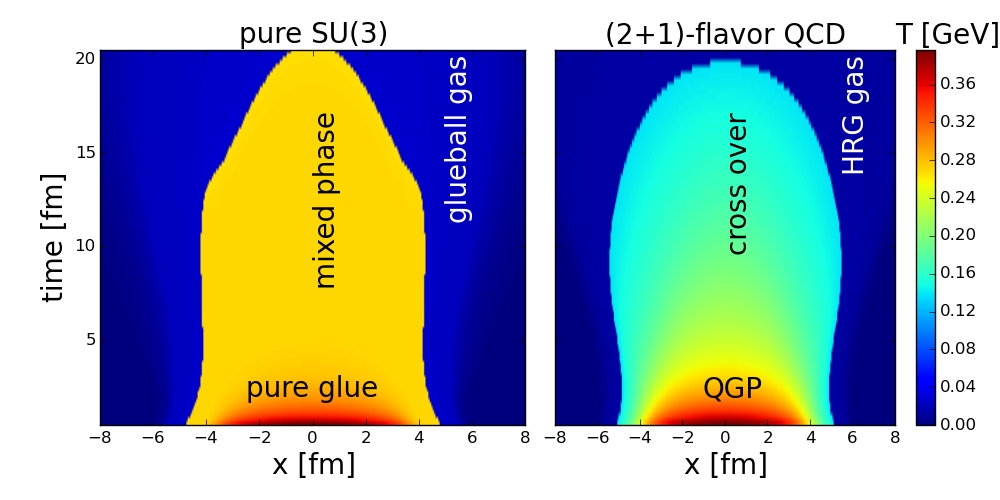 pure SU(3)
(2+1)-flavor QCD
T [GeV]
time [fm]
20
15
10
5
mixed phase
glueball gas
pure glue
−8 −6 −4 −2 0 2 4 6 8
x [fm]
cross over
HRG gas
QGP
−8 −6 −4 −2 0 2 4 6 8
x [fm]
0.36
0.32
0.28
0.24
0.20
0.16
0.12
0.08
0.04
0.00